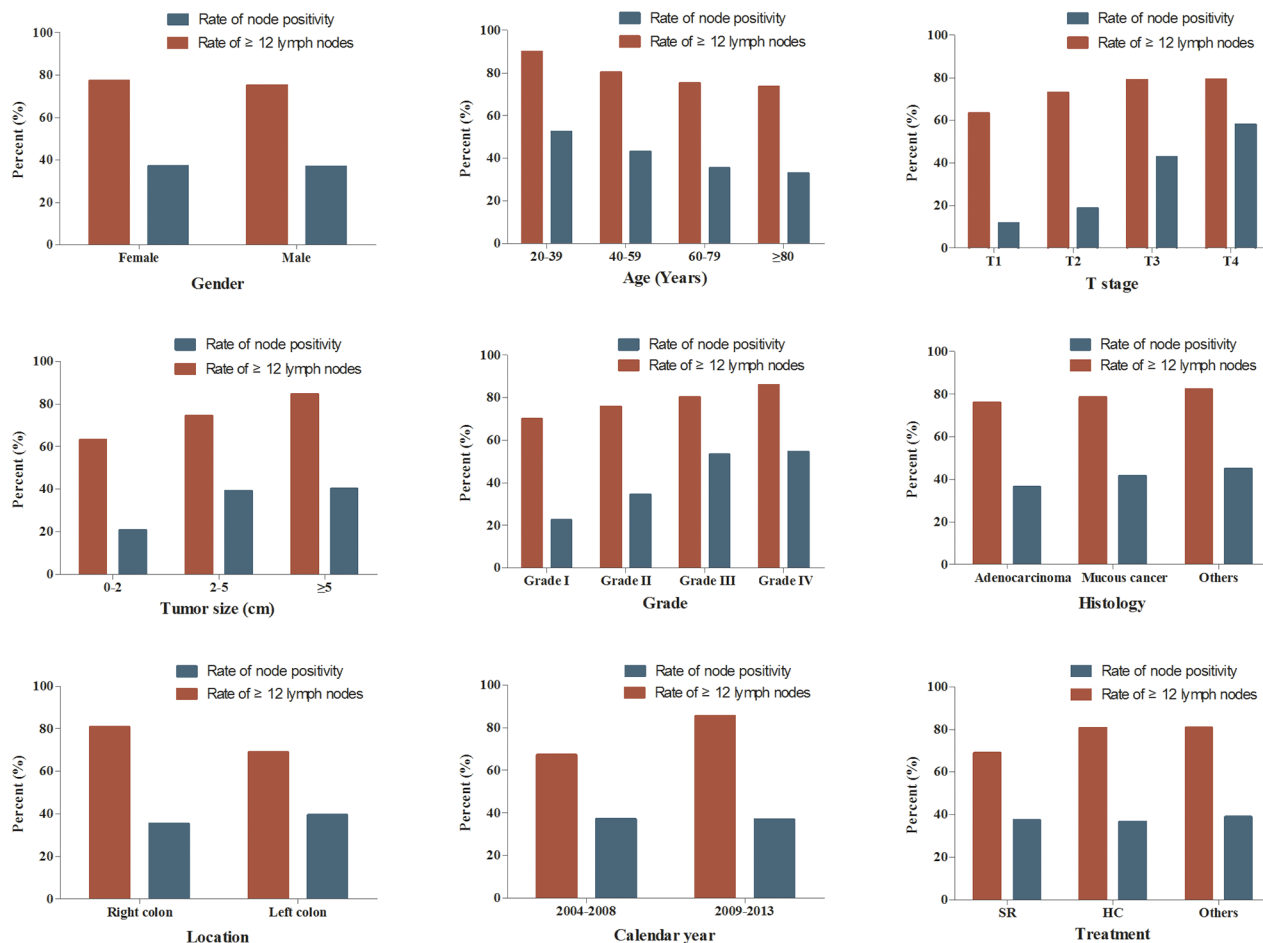 Rate of node positivity
Rate of ≥ 12 lymph nodes
Percent (%)
100
80
60
40
20
0
Female Male
Gender
Rate of node positivity
Rate of ≥ 12 lymph nodes
Percent (%)
100
80
60
40
20
0
20-39 40-59 60-79 ≥80
Age (Years)
Rate of node positivity
Rate of ≥ 12 lymph nodes
Percent (%)
100
80
60
40
20
0
T1 T2 T3 T4
T stage
Rate of node positivity
Rate of ≥ 12 lymph nodes
Percent (%)
100
80
60
40
20
0
0-2 2-5 ≥5
Tumor size (cm)
Rate of node positivity
Rate of ≥ 12 lymph nodes
Percent (%)
100
80
60
40
20
0
Grade I Grade II Grade III Grade IV
Grade
Rate of node positivity
Rate of ≥ 12 lymph nodes
Percent (%)
100
80
60
40
20
0
Adenocarcinoma Mucous cancer Others
Histology
Rate of node positivity
Rate of ≥ 12 lymph nodes
Percent (%)
100
80
60
40
20
0
Right colon Left colon
Location
Rate of node positivity
Rate of ≥ 12 lymph nodes
Percent (%)
100
80
60
40
20
0
2004-2008 2009-2013
Calendar year
Rate of node positivity
Rate of ≥ 12 lymph nodes
Percent (%)
100
80
60
40
20
0
SR HC Others
Treatment